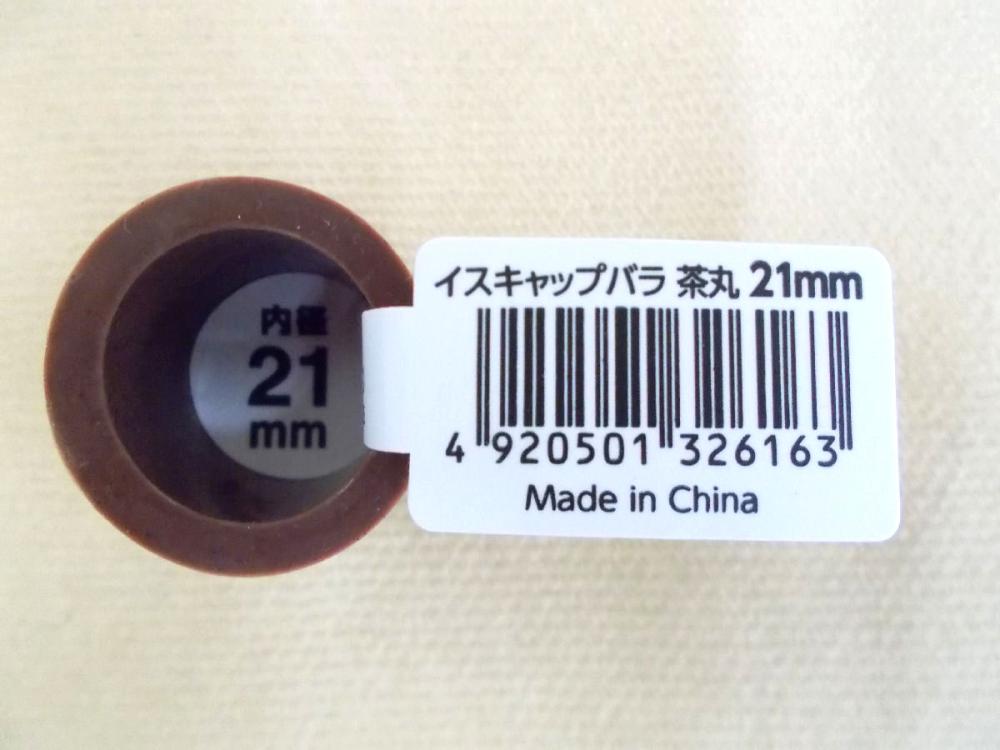 内径
21
mm
イスキャップバラ 茶丸 21mm
4 920501 326163
Made in China